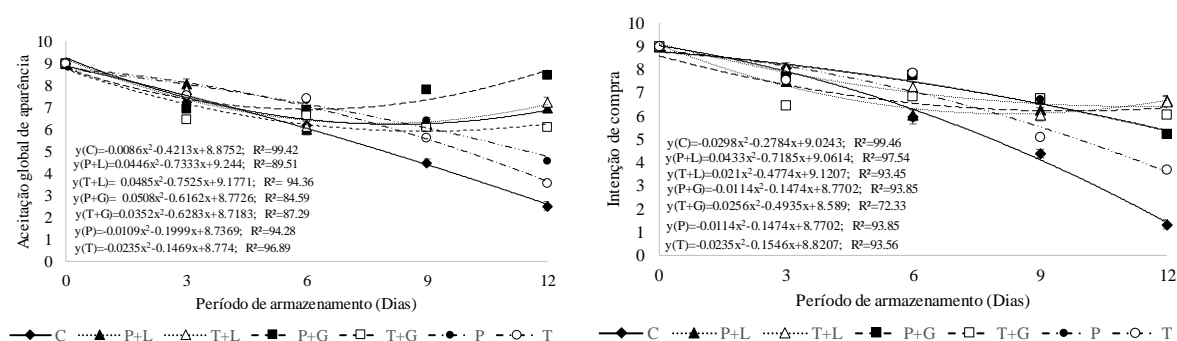 Aceitação global de aparência
10
9
8
7
6
5
4
3
2
1
0
y(C)=-0.0086x²-0.4213x+8.8752; R²=99.42
y(P+L)=0.0446x²-0.7333x+9.244; R²=89.51
y(T+L)= 0.0485x²-0.7525x+9.1771; R²= 94.36
y(P+G)= 0.0508x²-0.6162x+8.7726; R²=84.59
y(T+G)=0.0352x²-0.6283x+8.7183; R²=87.29
y(P)=-0.0109x²-0.1999x+8.7369; R²=94.28
y(T)=-0.0235x²-0.1469x+8.774; R²=96.89
0 3 6 9 12
Período de armazenamento (Dias)
C P+L T+L P+G T+G P T
Intenção de compra
10
9
8
7
6
5
4
3
2
1
0
y(C)=-0.0298x²-0.2784x+9.0243; R²=99.46
y(P+L)=0.0433x²-0.7185x+9.0614; R²=97.54
y(T+L)=0.021x²-0.4774x+9.1207; R²=93.45
y(P+G)=-0.0114x²-0.1474x+8.7702; R²=93.85
y(T+G)=0.0256x²-0.4935x+8.589; R²=72.33
y(P)=-0.0114x²-0.1474x+8.7702; R²=93.85
y(T)=-0.0235x²-0.1546x+8.8207; R²=93.56
0 3 6 9 12
Período de armazenamento (Dias)
C P+L T+L P+G T+G P T